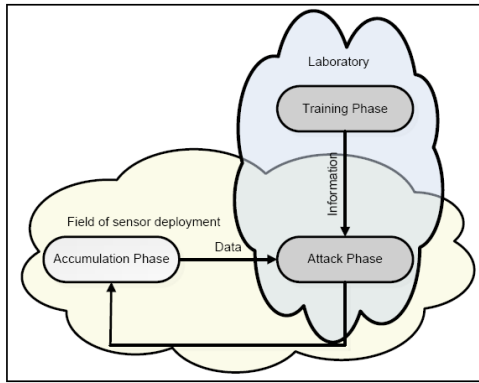 Laboratory
Training Phase
Information
Field of sensor deployment
Accumulation Phase
Data
Attack Phase